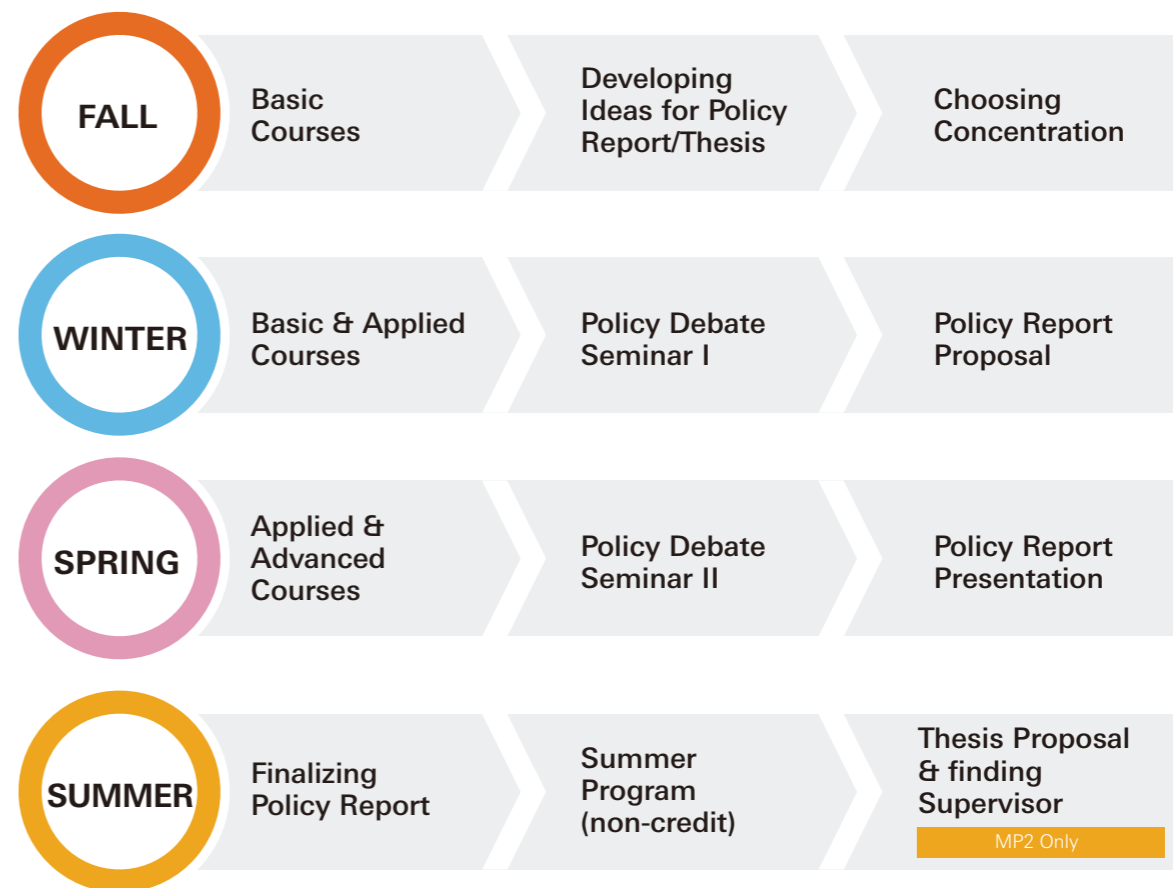 FALL
Basic
Courses
Developing
Ideas for Policy
Report/Thesis
Choosing
Concentration
WINTER
Basic & Applied
Courses
Policy Debate
Seminar I
Policy Report
Proposal
SPRING
Applied &
Advanced
Courses
Policy Debate
Seminar II
Policy Report
Presentation
SUMMER
Finalizing
Policy Report
Summer
Program
(non-credit)
Thesis Proposal
& finding
Supervisor
MP2 Only